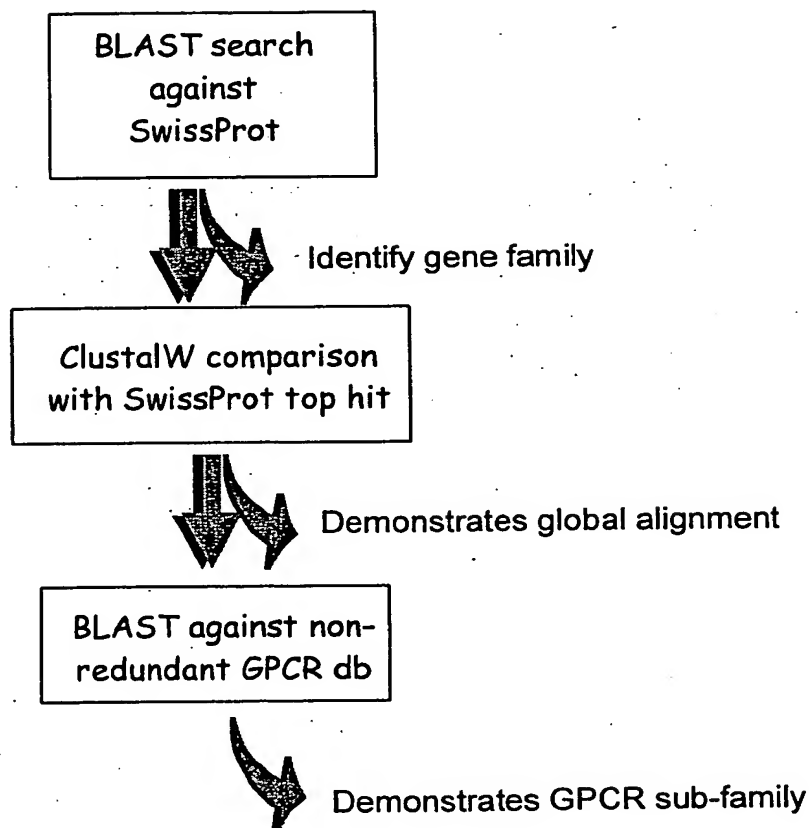 BLAST search
against
SwissProt
Identify gene family
ClustalW comparison
with SwissProt top hit
Demonstrates global alignment
BLAST against non-
redundant GPCR db
Demonstrates GPCR sub-family